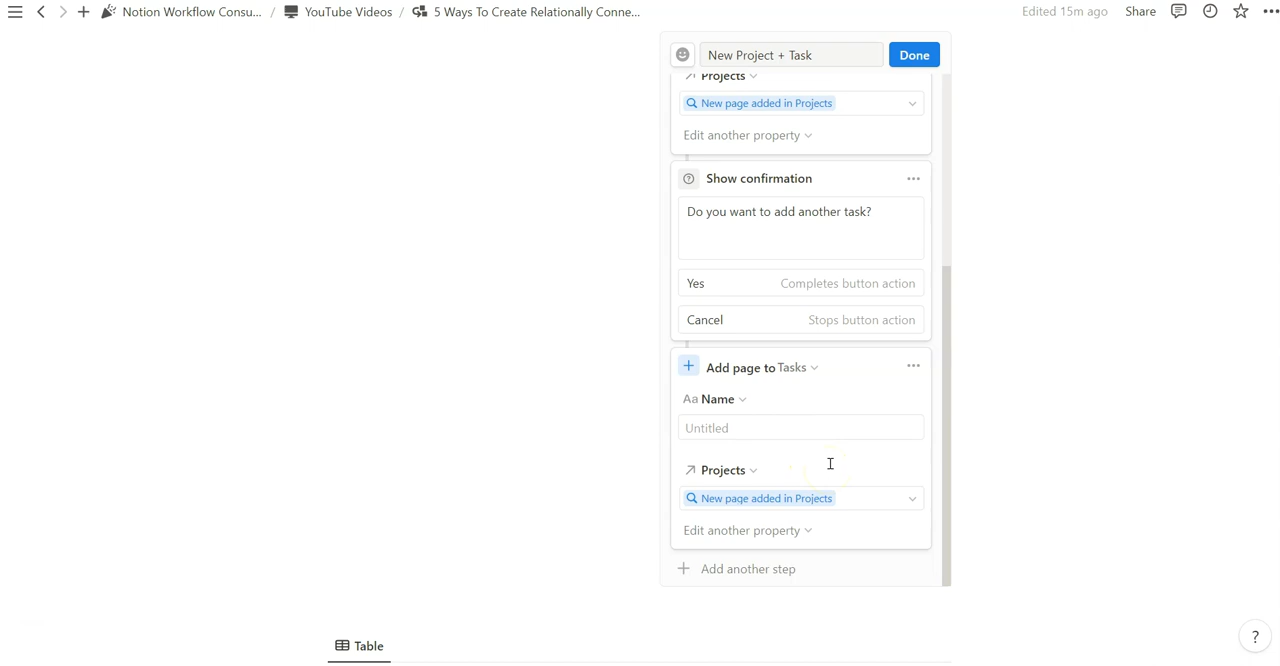 Notion Workflow Consu... / YouTube Videos / 5 Ways To Create Relationally Conne...
Edited 15m ago Share
New Project + Task Done
Projects
New page added in Projects
Edit another property
Show confirmation
Do you want to add another task?
Yes Completes button action
Cancel Stops button action
Add page to Tasks
Aa Name
Untitled
Projects
New page added in Projects
Edit another property
Add another step
Table
?